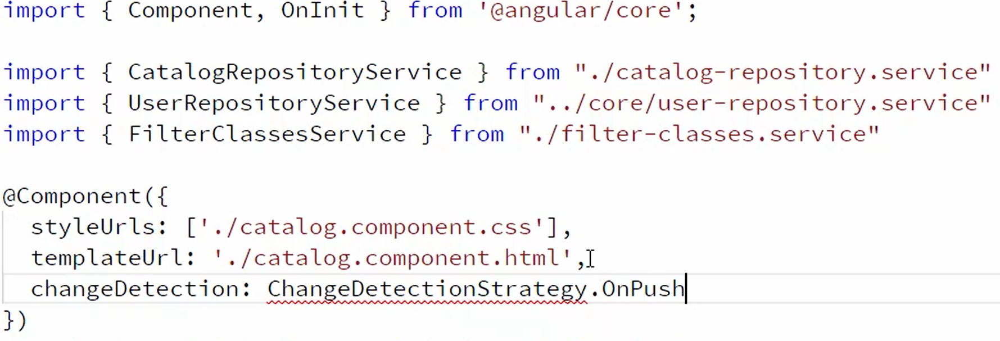 import { Component, OnInit } from '@angular/core';
import { CatalogRepositoryService } from "./catalog-repository.service"
import { UserRepositoryService } from "../core/user-repository.service"
import { FilterClassesService } from "./filter-classes.service"
@Component({
styleUrls: ['./catalog.component.css'],
templateUrl: './catalog.component.html',
changeDetection: ChangeDetectionStrategy.OnPush
})